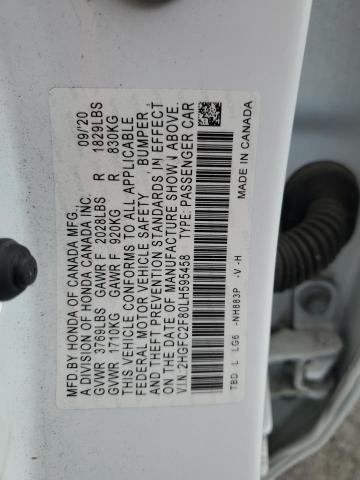 MFD.BY HONDA OF CANADA MFG. 09/20
A DIVISION OF HONDA CANADA INC.
GVWR 3769LBS GAWR F 2028LBS R 1829LBS
GVWR 1710KG GAWR F 920KG R 830KG
THIS VEHICLE CONFORMS TO ALL APPLICABLE
FEDERAL MOTOR VEHICLE SAFETY BUMPER,
AND THEFT PREVENTION STANDARDS IN EFFECT
ON THE DATE OF MANUFACTURE SHOWN ABOVE.
V.I.N: 2HGFC2F80LH595458 TYPE: PASSENGER CAR
TBD L LG6 -NH883P -V-H
MADE IN CANADA